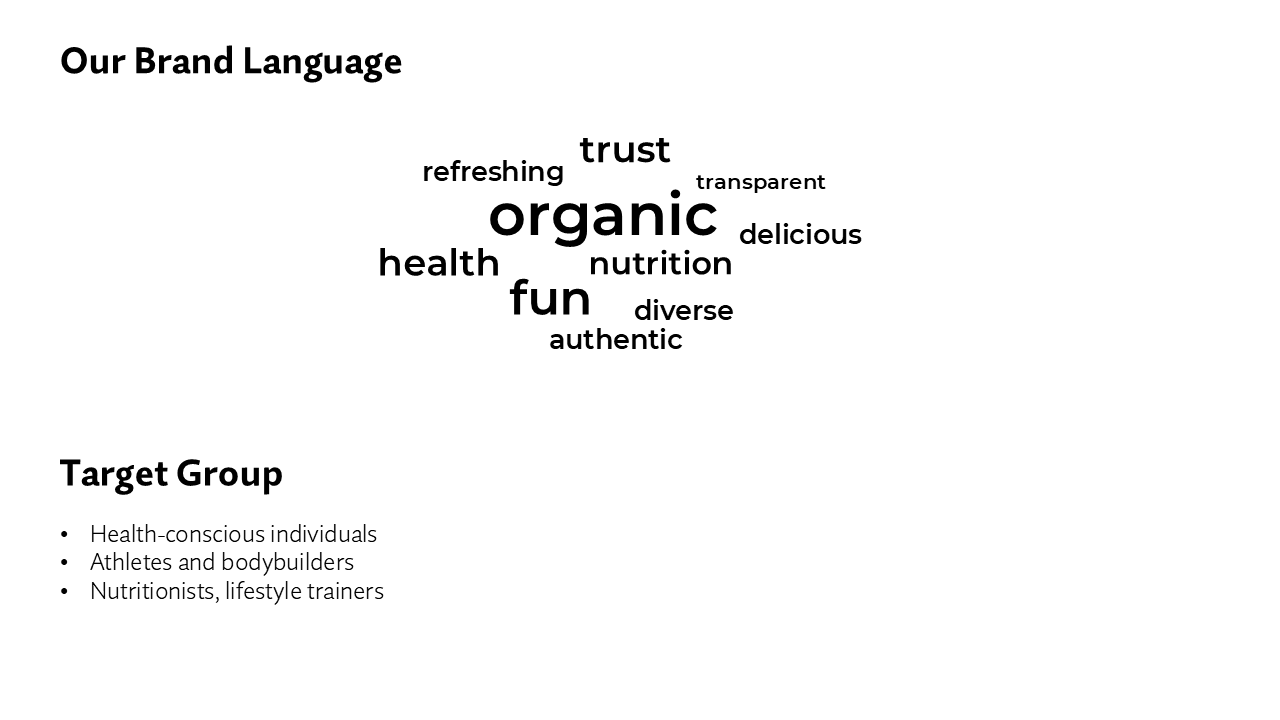 Our Brand Language
trust
refreshing
transparent
organic
delicious
health
nutrition
fun
diverse
authentic
Target Group
• Health-conscious individuals
• Athletes and bodybuilders
• Nutritionists, lifestyle trainers